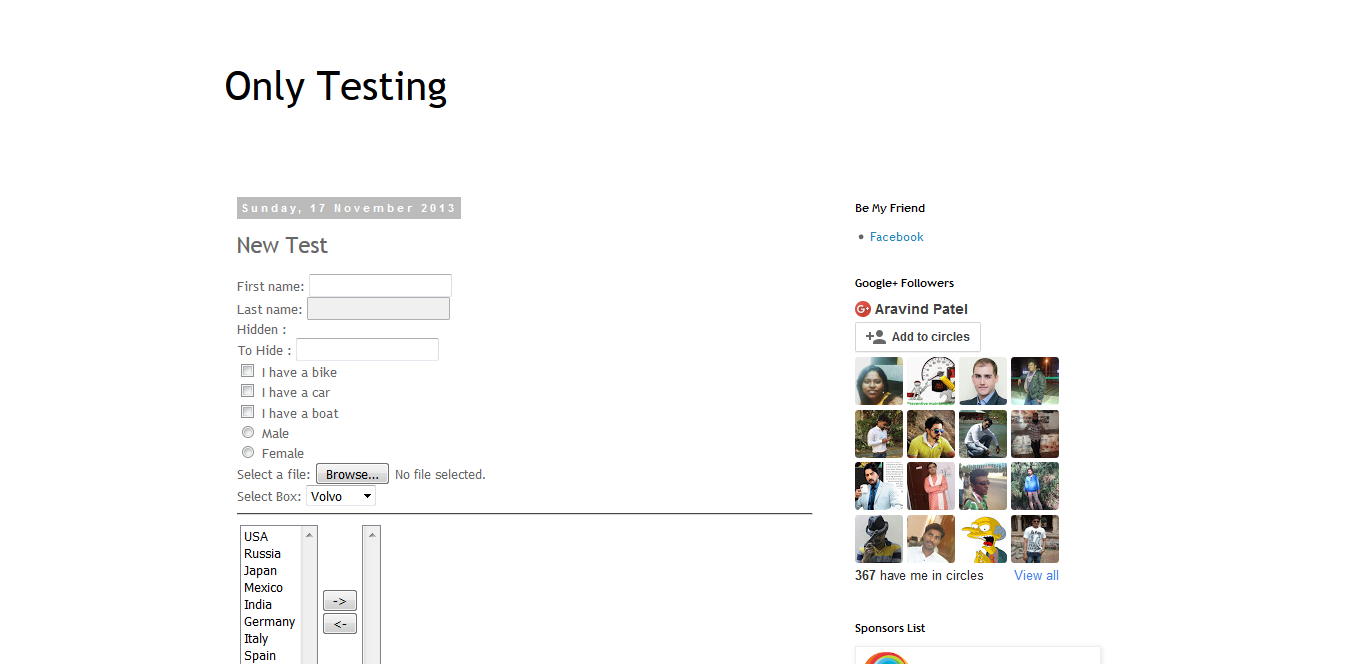 Only Testing
Sunday, 17 November 2013
New Test
First name:
Last name:
Hidden :
To Hide :
I have a bike
I have a car
I have a boat
Male
Female
Select a file: Browse... No file selected.
Select Box: Volvo
USA
Russia
Japan
Mexico
India
Germany
Italy
Spain
->
<-
Be My Friend
Facebook
Google+ Followers
G+ Aravind Patel
Add to circles
367 have me in circles View all
Sponsors List